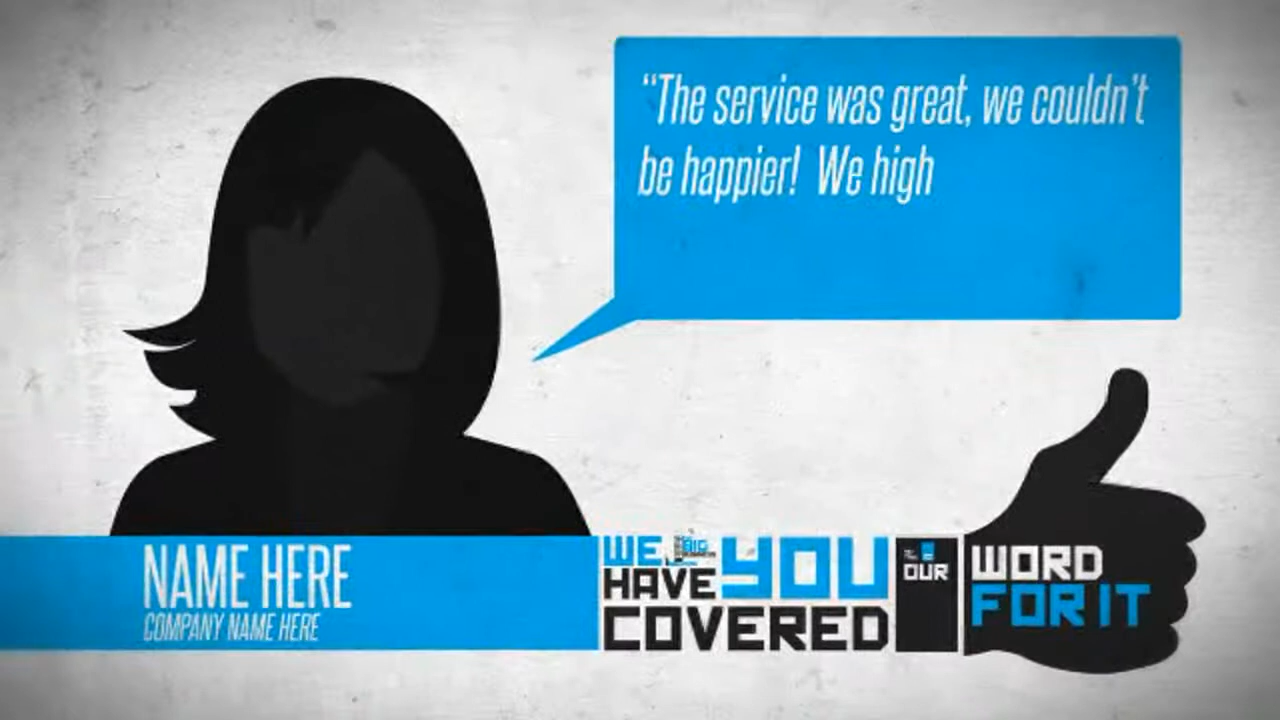 “The service was great, we couldn’t
be happier!  We high
NAME HERE
COMPANY NAME HERE
WE
BIG
HAVE YOU
COVERED
OUR
WORD
FOR IT